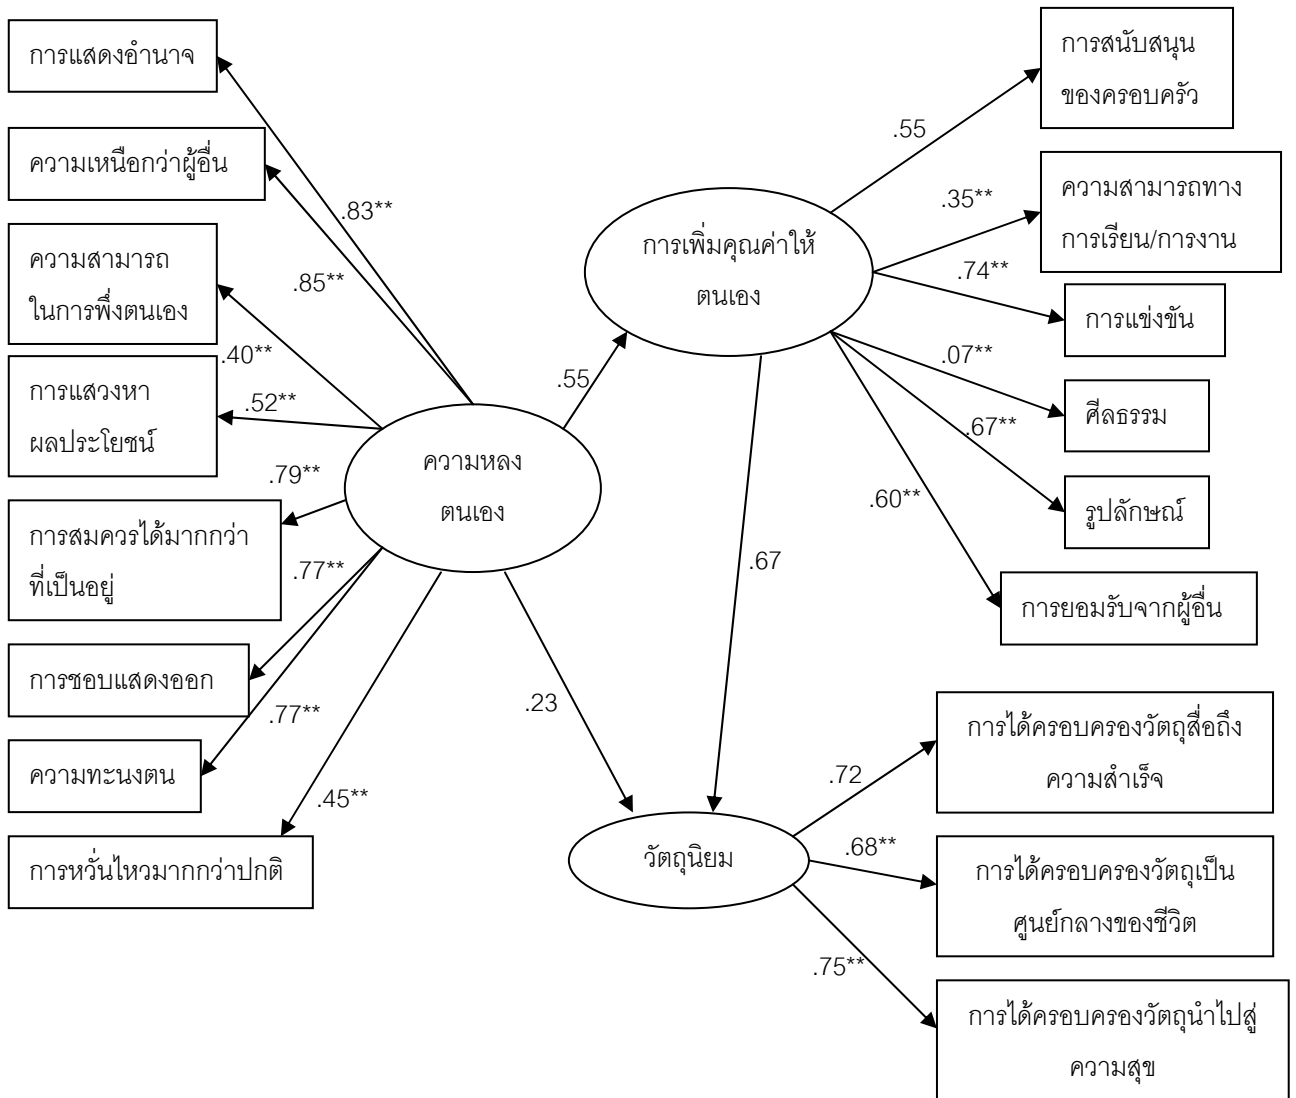 การแสดงอำนาจ
ความเหนือกว่าผู้อื่น
ความสามารถ
ในการพึ่งตนเอง
การแสวงหา
ผลประโยชน์
การสมควรได้มากกว่า
ที่เป็นอยู่
การชอบแสดงออก
ความทะนงตน
การหวั่นไหวมากกว่าปกติ
.83**
.85**
.40**
.52**
.79**
.77**
.77**
.45**
ความหลง
ตนเอง
.55
.23
การเพิ่มคุณค่าให้
ตนเอง
.67
.55
.35**
.74**
.07**
.67**
.60**
การสนับสนุน
ของครอบครัว
ความสามารถทาง
การเรียน/การงาน
การแข่งขัน
ศีลธรรม
รูปลักษณ์
การยอมรับจากผู้อื่น
วัตถุนิยม
.72
.68**
.75**
การได้ครอบครองวัตถุสื่อถึง
ความสำเร็จ
การได้ครอบครองวัตถุเป็น
ศูนย์กลางของชีวิต
การได้ครอบครองวัตถุนำไปสู่
ความสุข